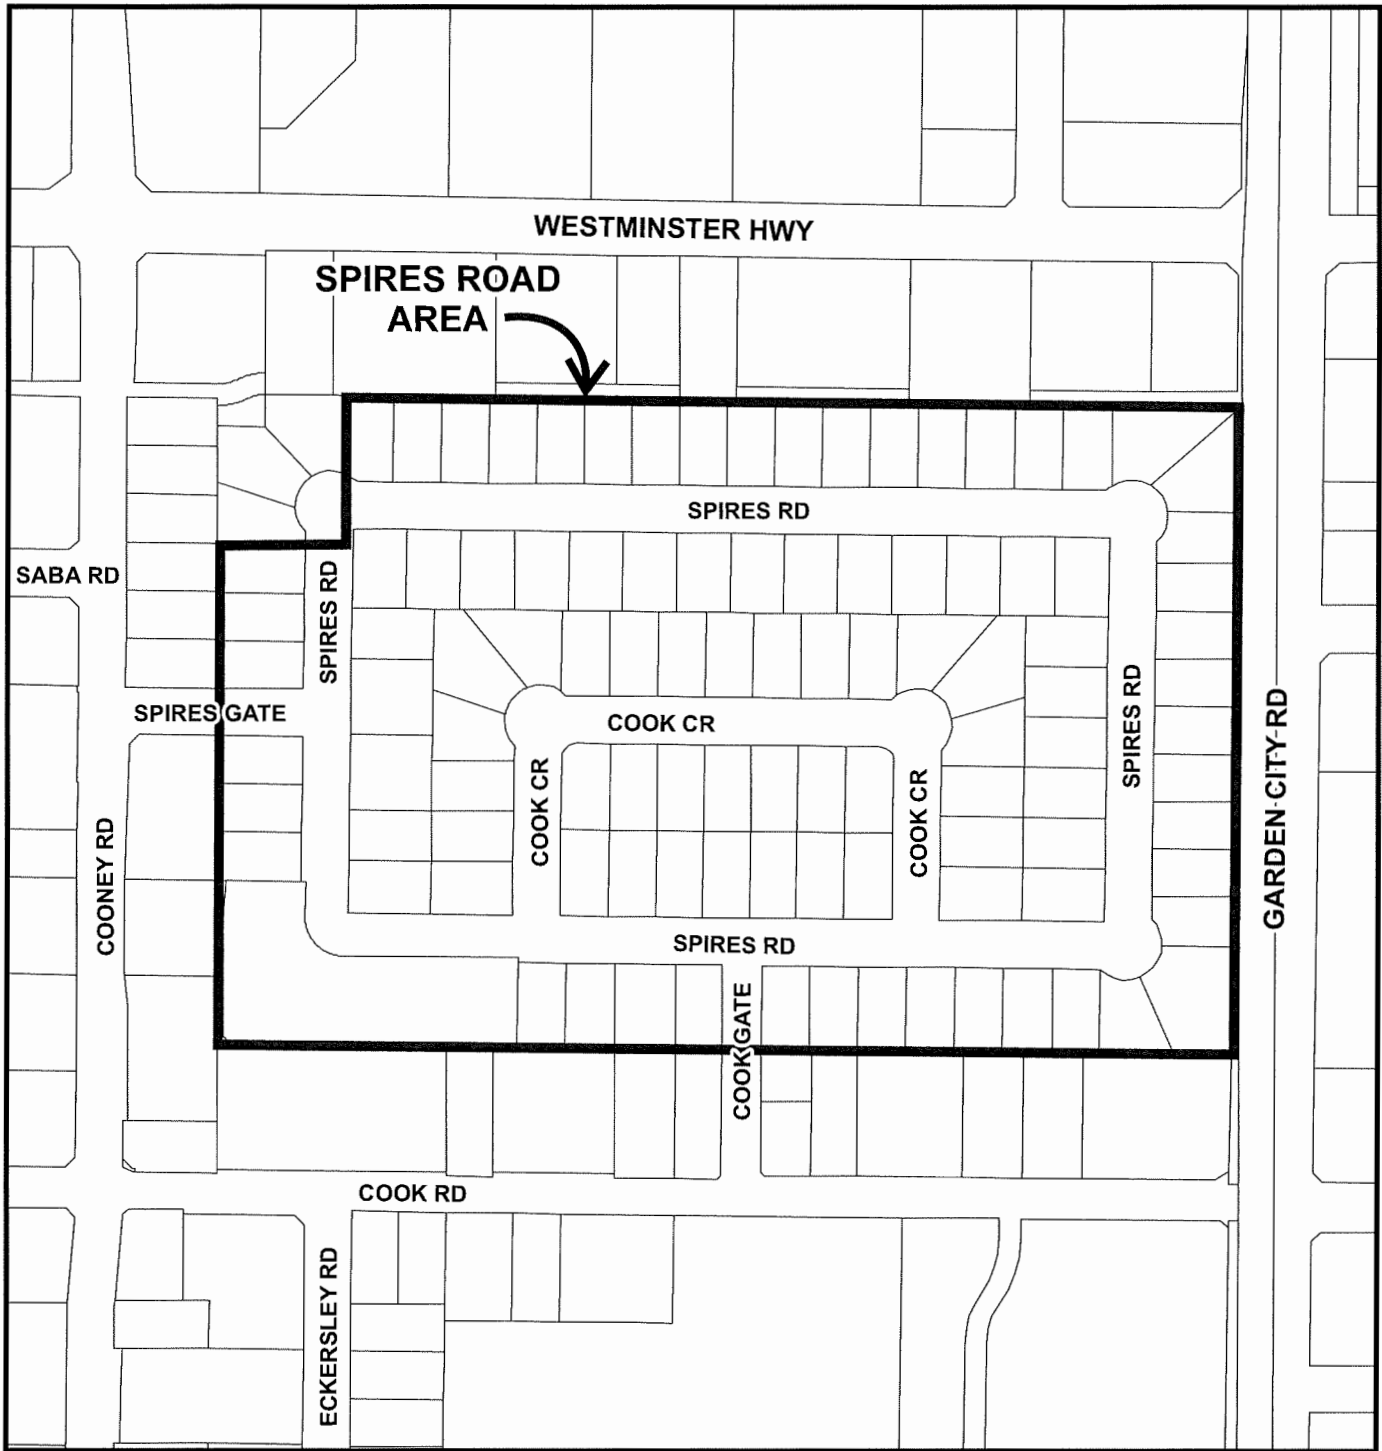 WESTMINSTER HWY
SPIRES ROAD
AREA
SPIRES RD
SABA RD
SPIRES RD
SPIRES GATE
COOK CR
SPIRES RD
COOK CR
COOK CR
GARDEN CITY RD
COONEY RD
SPIRES RD
COOK GATE
COOK RD
ECKERSLEY RD